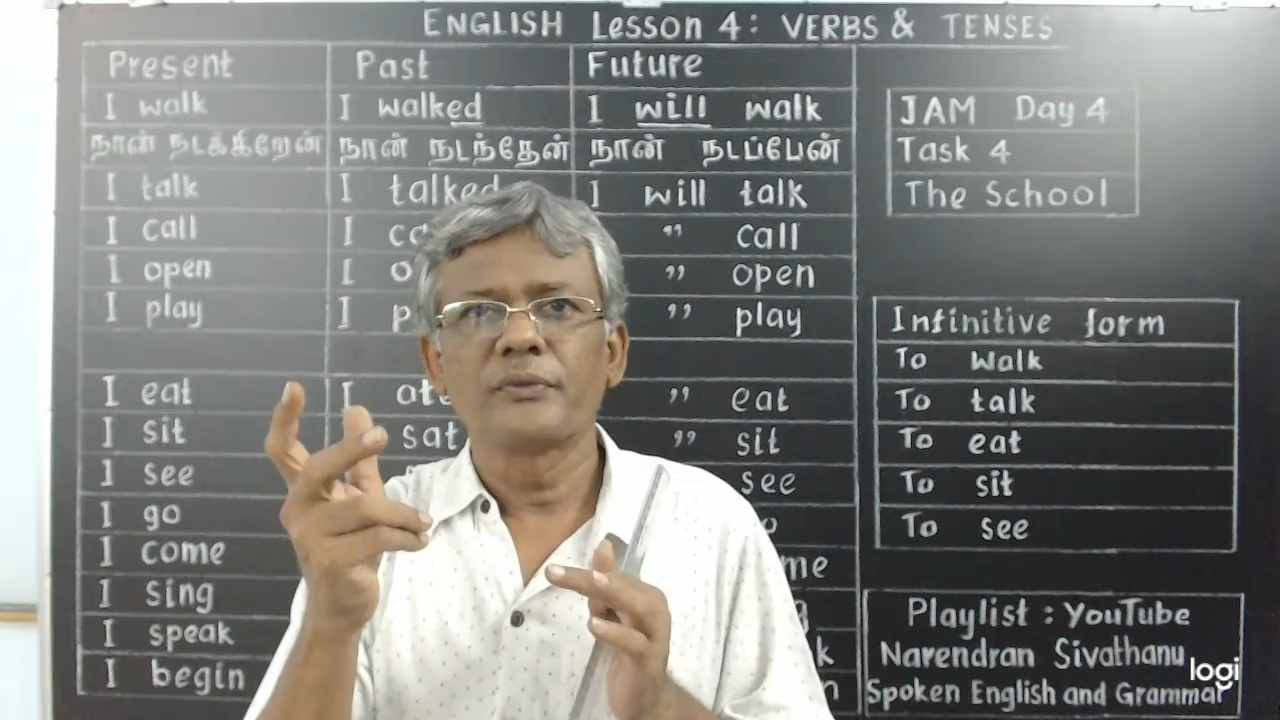 ENGLISH Lesson 4: VERBS & TENSES
Present Past Future
I walk I walked I will walk
நான் நடக்கிறேன் நான் நடந்தேன் நான் நடப்பேன்
I talk I talked I will talk
I call I " call
I open I " open
I play I " play
I eat I ate " eat
I sit sat " sit
I see see
I go
I come
I sing
I speak
I begin
JAM Day 4
Task 4
The School
Infinitive form
To walk
To talk
To eat
To sit
To see
Playlist : YouTube
Narendran Sivathanu
Spoken English and Grammar
logi